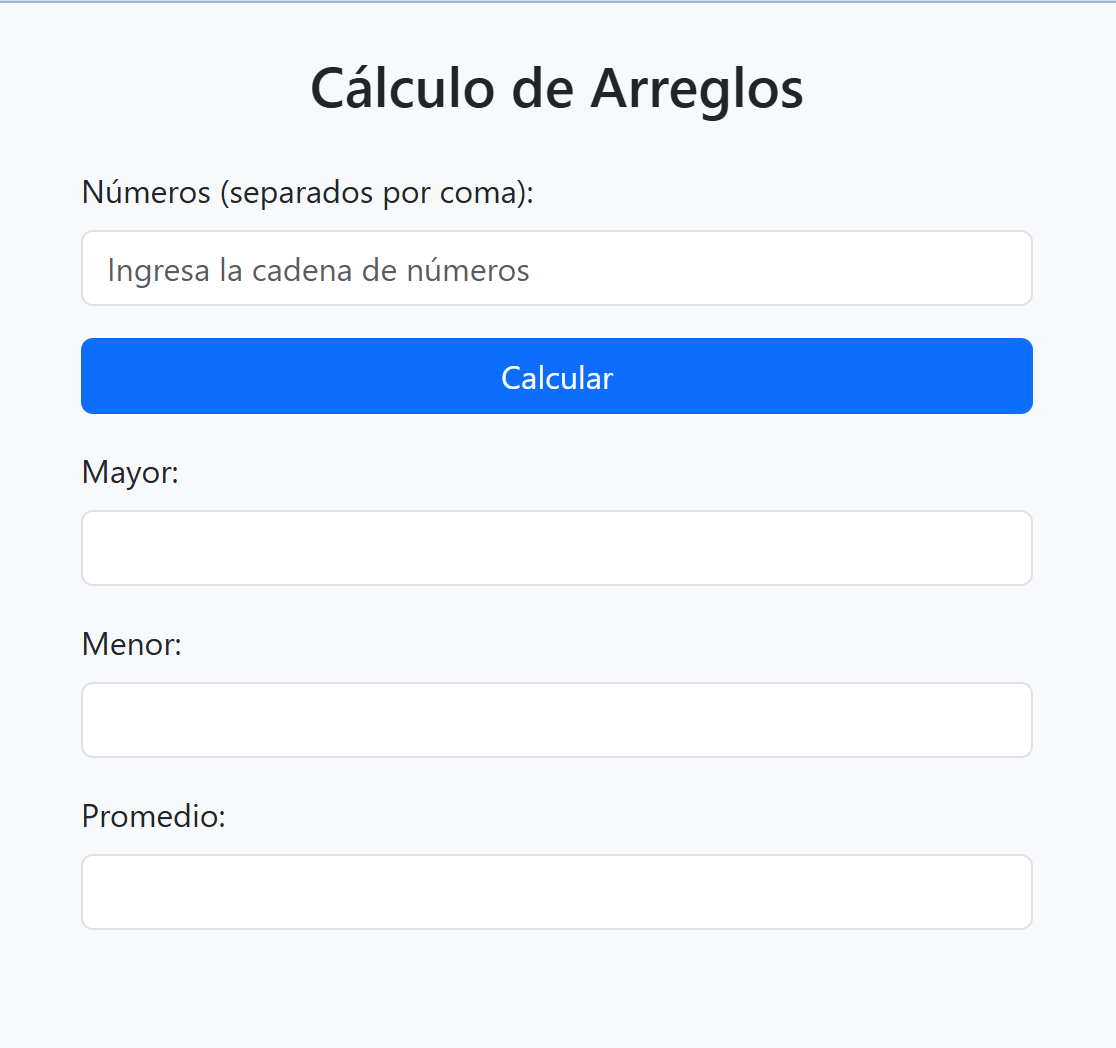 Cálculo de Arreglos
Números (separados por coma):
Ingresa la cadena de números
Calcular
Mayor:
Menor:
Promedio: